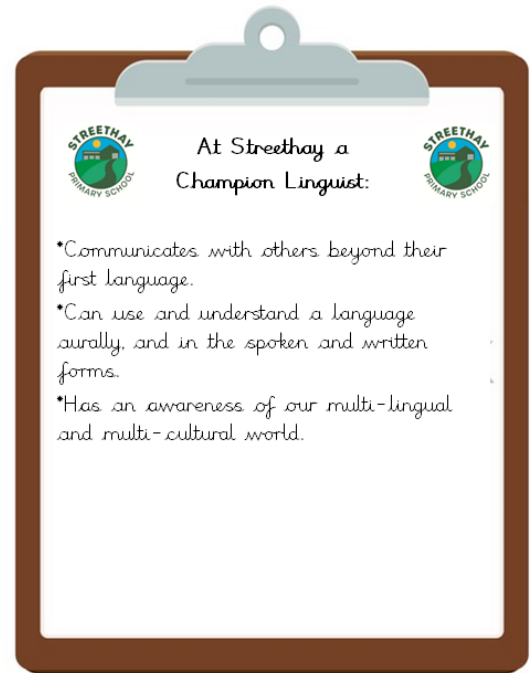 STREETHAY
PRIMARY SCHOOL
At Streethay a
Champion Linguist:
STREETHAY
PRIMARY SCHOOL
*Communicates with others beyond their
first language.
*Can use and understand a language
aurally, and in the spoken and written
forms.
*Has an awareness of our multi-lingual
and multi-cultural world.